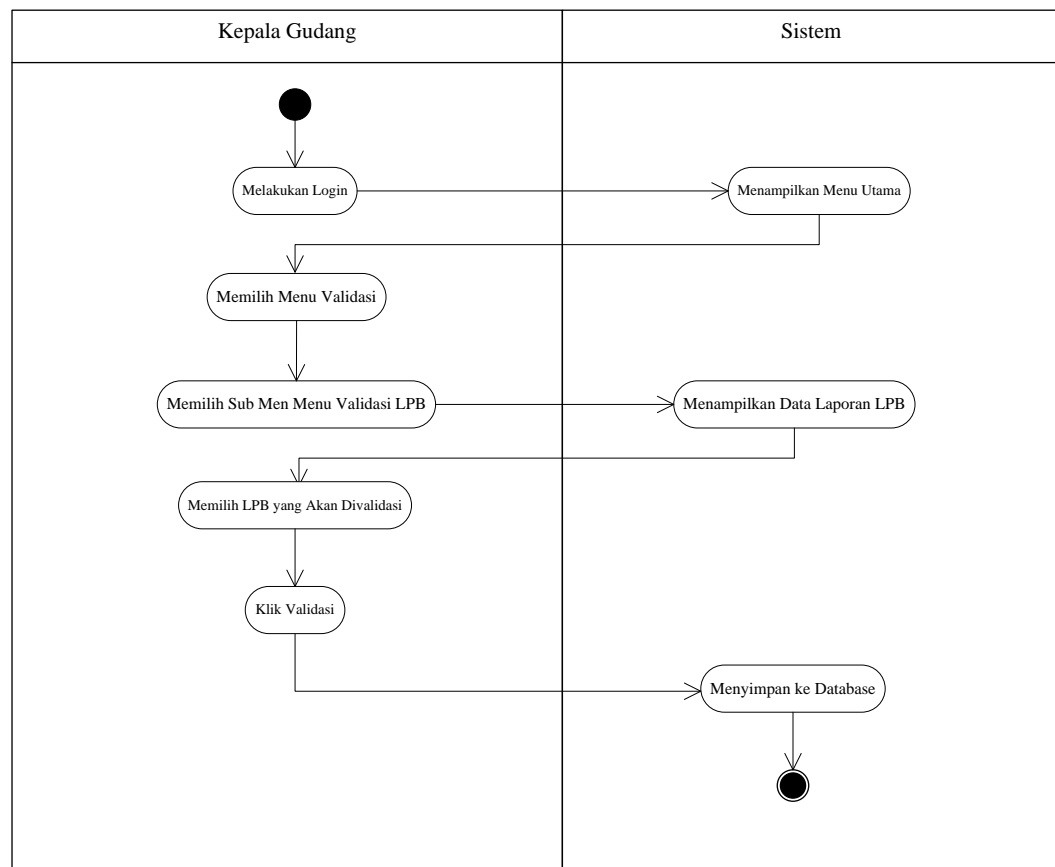 Kepala Gudang
Sistem
Melakukan Login
Menampilkan Menu Utama
Memilih Menu Validasi
Memilih Sub Men Menu Validasi LPB
Menampilkan Data Laporan LPB
Memilih LPB yang Akan Divalidasi
Klik Validasi
Menyimpan ke Database